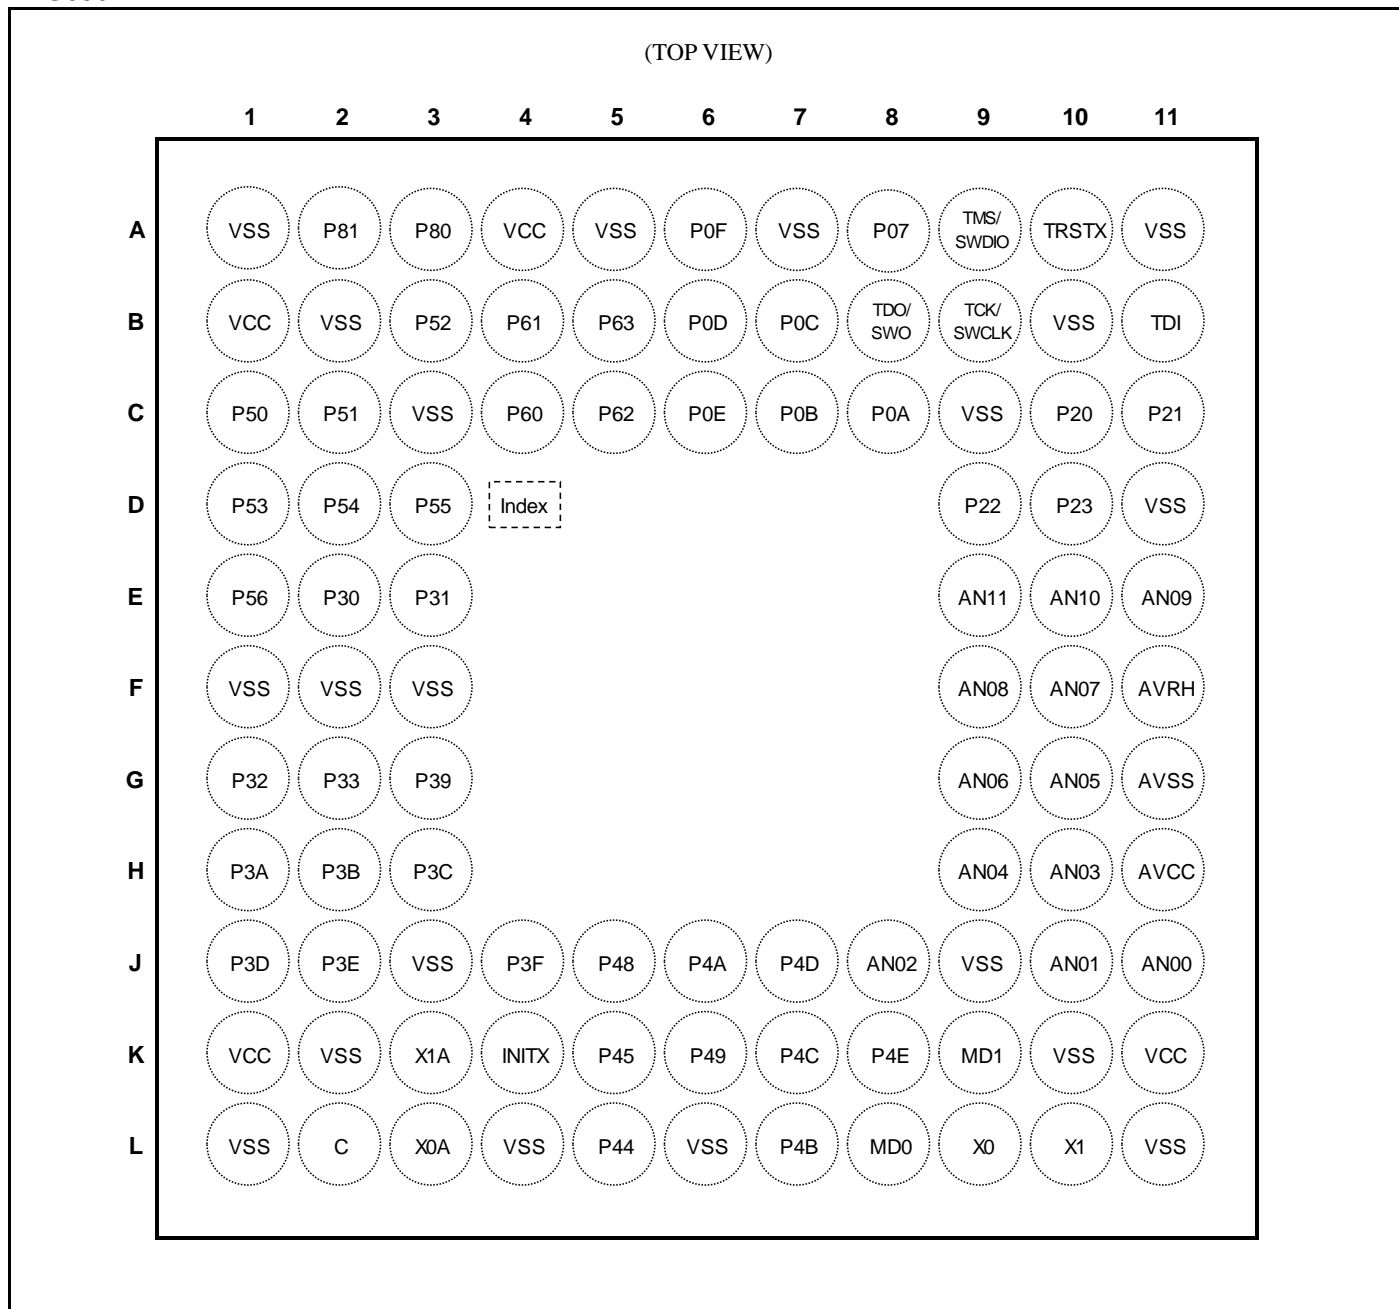 (TOP VIEW)
1 2 3 4 5 6 7 8 9 10 11
A VSS P81 P80 VCC VSS P0F VSS P07 TMS/SWDIO TRSTX VSS
B VCC VSS P52 P61 P63 P0D P0C TDO/SWO TCK/SWCLK VSS TDI
C P50 P51 VSS P60 P62 P0E P0B P0A VSS P20 P21
D P53 P54 P55 Index P22 P23 VSS
E P56 P30 P31 AN11 AN10 AN09
F VSS VSS VSS AN08 AN07 AVRH
G P32 P33 P39 AN06 AN05 AVSS
H P3A P3B P3C AN04 AN03 AVCC
J P3D P3E VSS P3F P48 P4A P4D AN02 VSS AN01 AN00
K VCC VSS X1A INITX P45 P49 P4C P4E MD1 VSS VCC
L VSS C X0A VSS P44 VSS P4B MD0 X0 X1 VSS